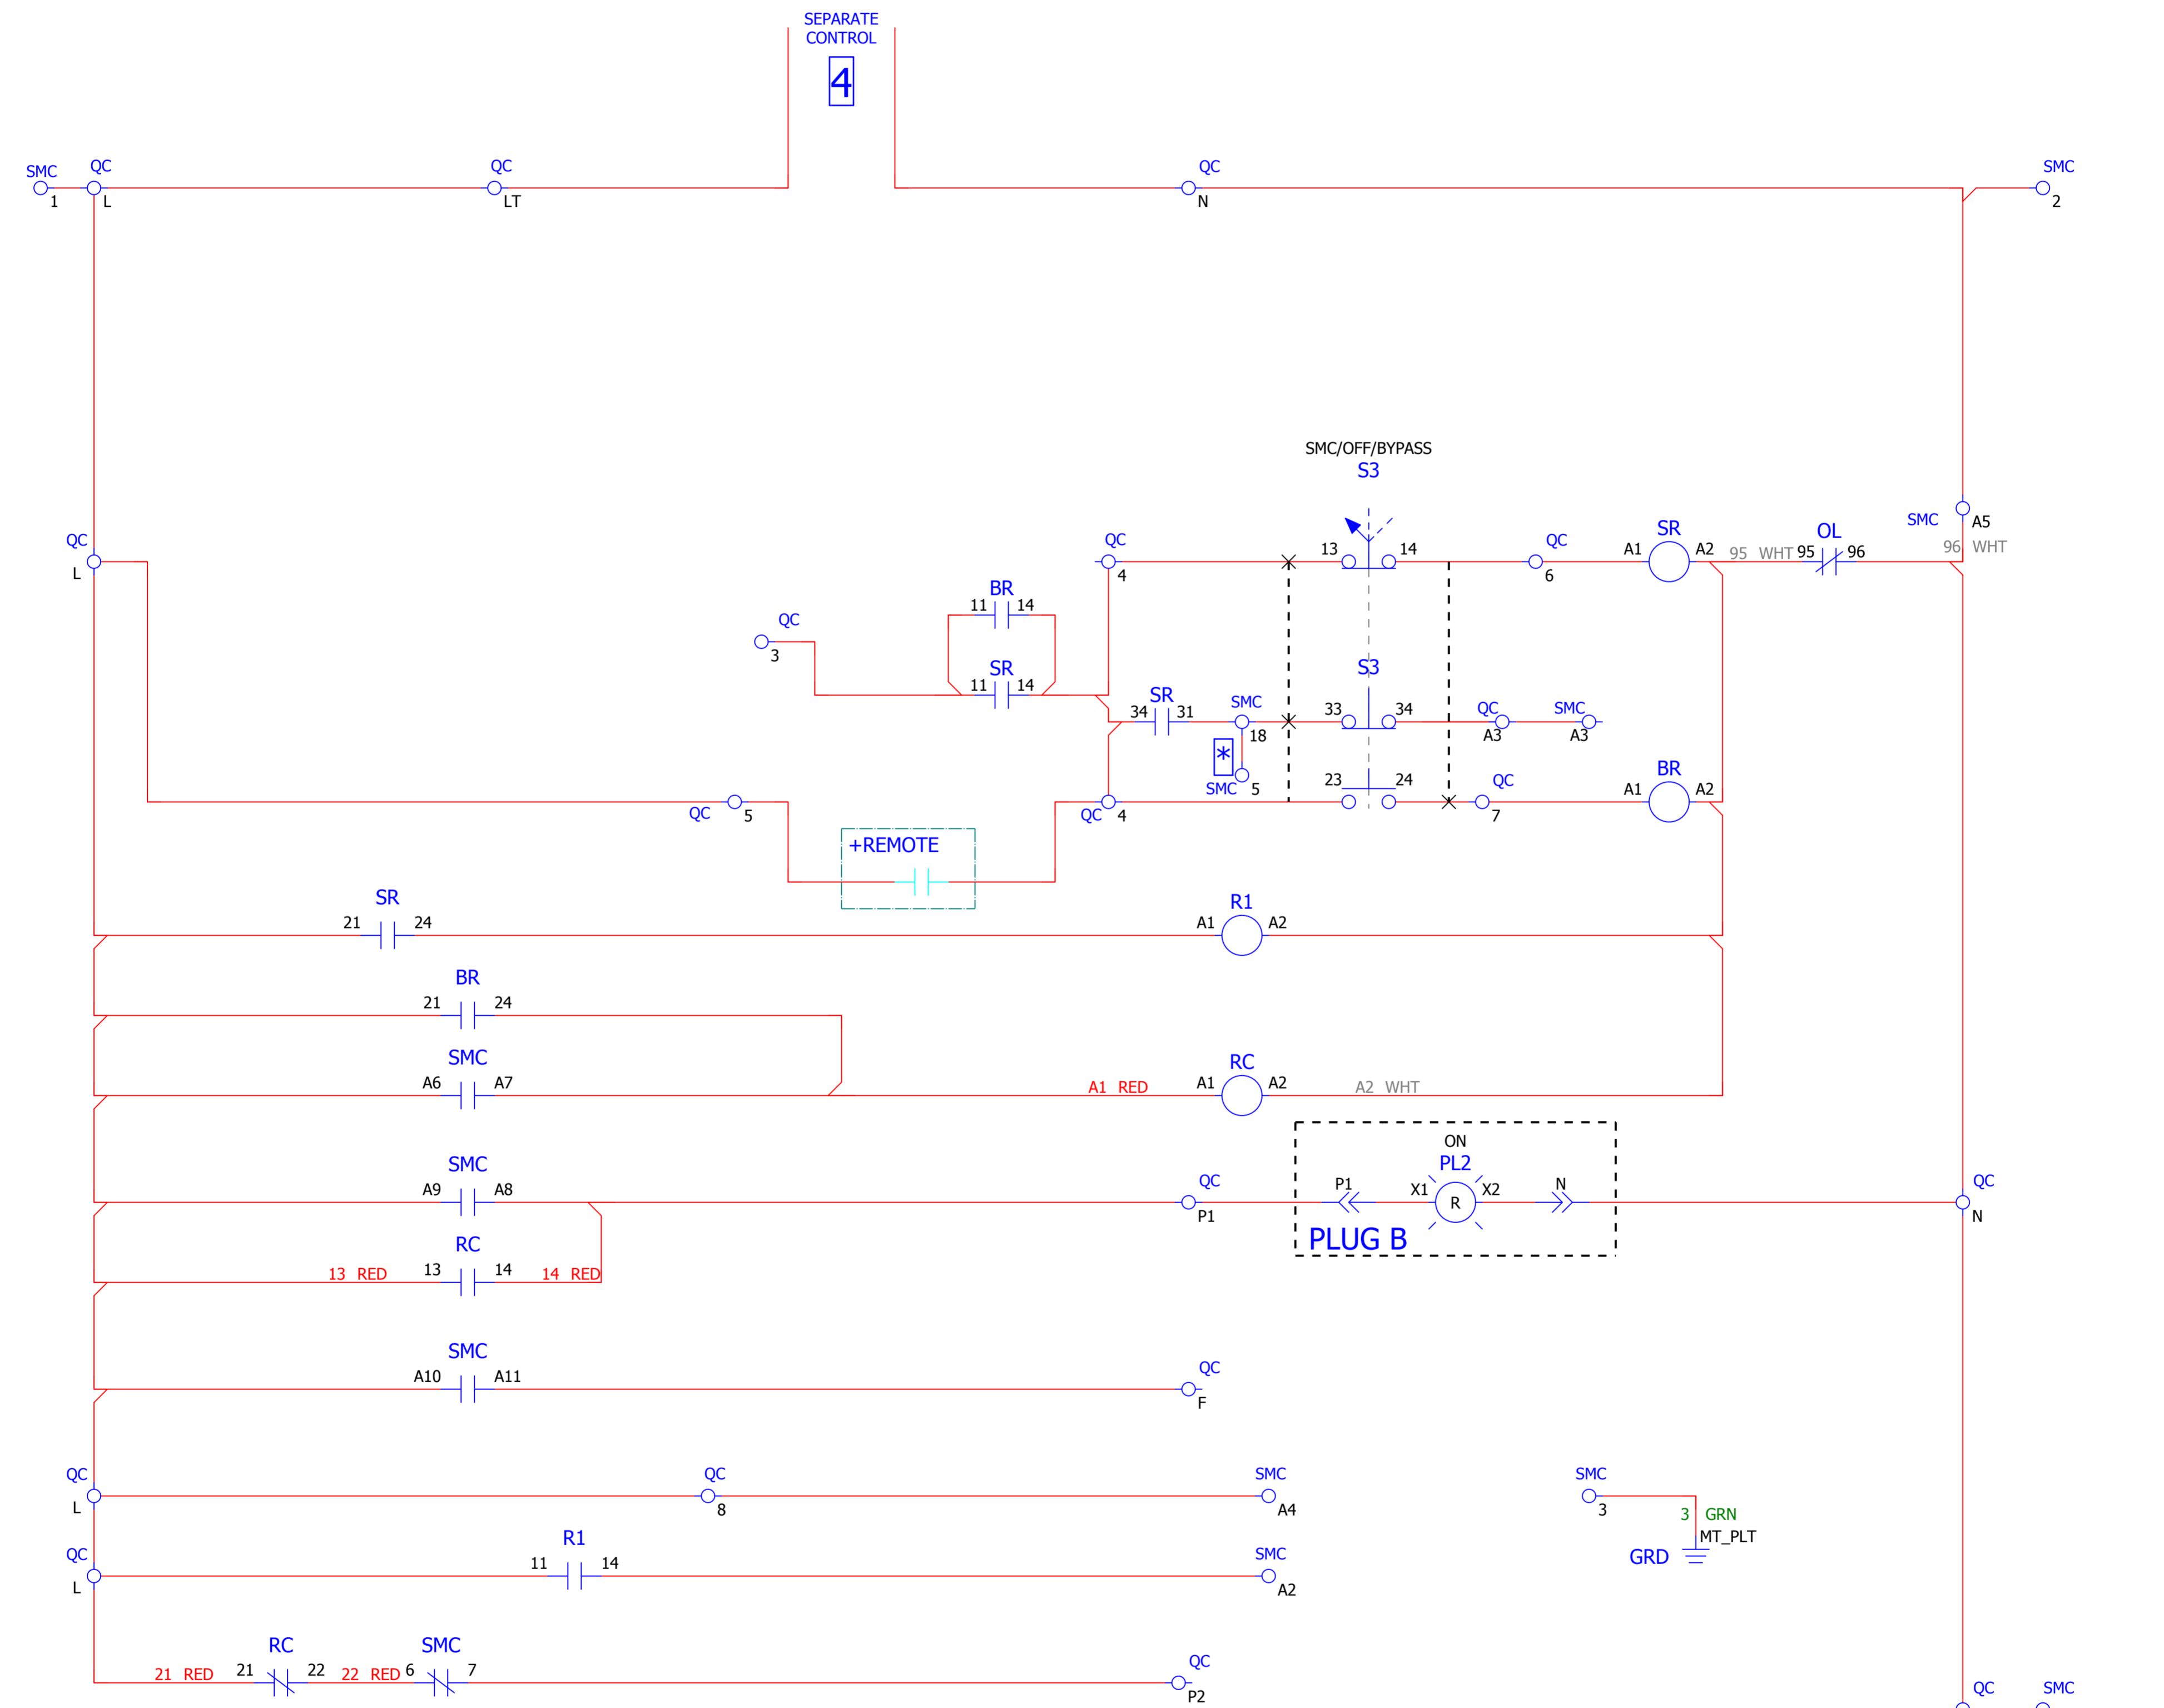 SEPARATE
CONTROL
4
SMC
QC
QC
QC
SMC
1
L
LT
N
2
SMC/OFF/BYPASS
S3
QC
L
QC
4
13
14
QC
6
SR
A1
A2
95 WHT
OL
95
96
SMC
A5
96 WHT
BR
11
14
QC
3
SR
11
14
S3
SR
34
31
SMC
18
33
34
QC
A3
SMC
A3
*
SMC
5
23
24
QC
7
BR
A1
A2
QC
5
QC
4
+REMOTE
SR
21
24
R1
A1
A2
BR
21
24
SMC
A6
A7
A1 RED
RC
A1
A2
A2 WHT
SMC
A9
A8
QC
P1
ON
PL2
P1
X1
R
X2
N
PLUG B
QC
N
RC
13 RED
13
14
14 RED
SMC
A10
A11
QC
F
QC
L
QC
8
SMC
A4
SMC
3
3 GRN
MT_PLT
GRD
QC
L
R1
11
14
SMC
A2
RC
21 RED
21
22
22 RED
SMC
6
7
QC
P2
QC
SMC